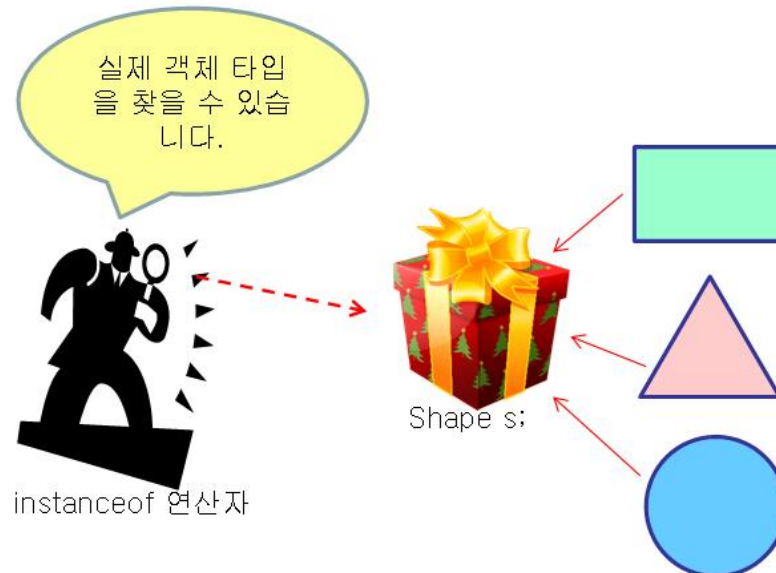 실제 객체 타입
을 찾을 수 있습
니다.
Shape s;
instanceof 연산자